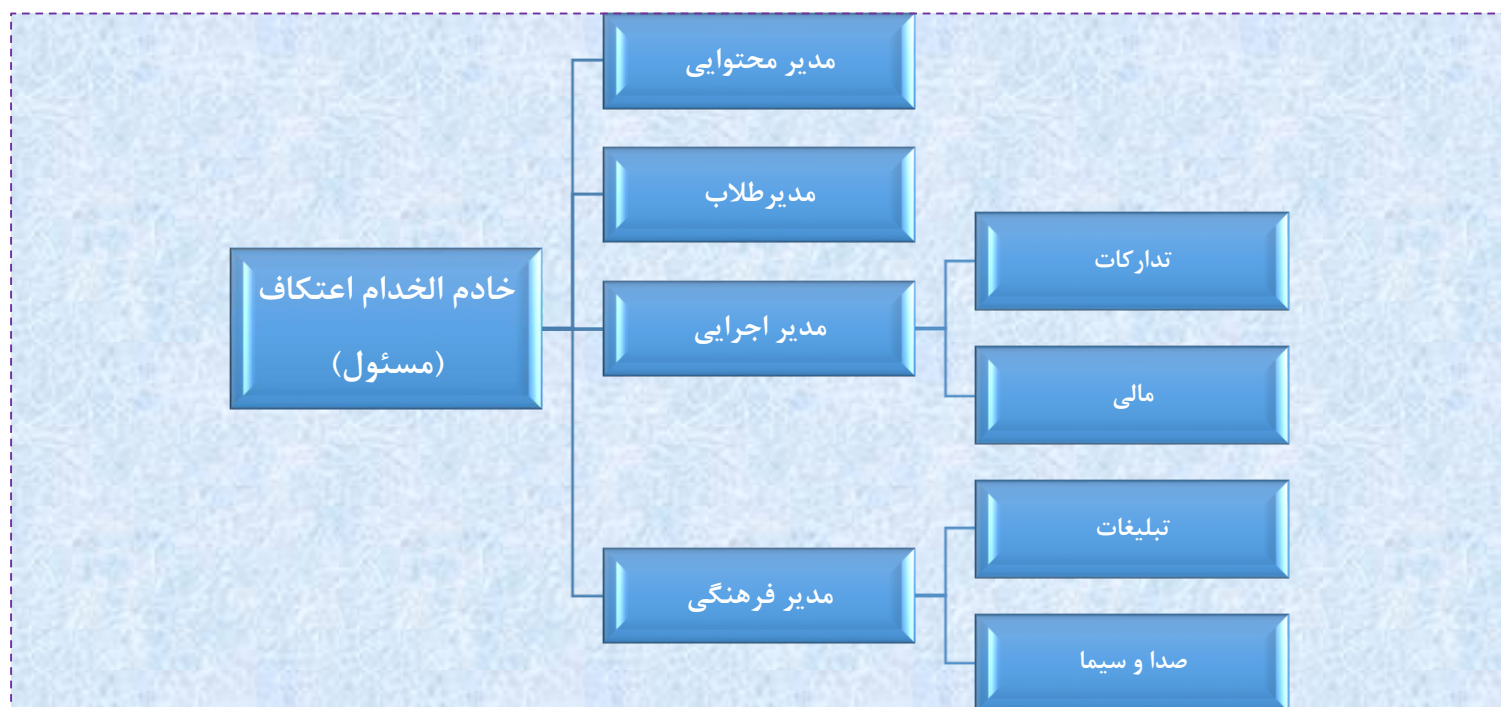 مدیر محتوایی
مدیرطلاب
خادم الخدام اعتکاف
(مسئول)
مدیر اجرایی
تدارکات
مالی
مدیر فرهنگی
تبلیغات
صدا و سیما